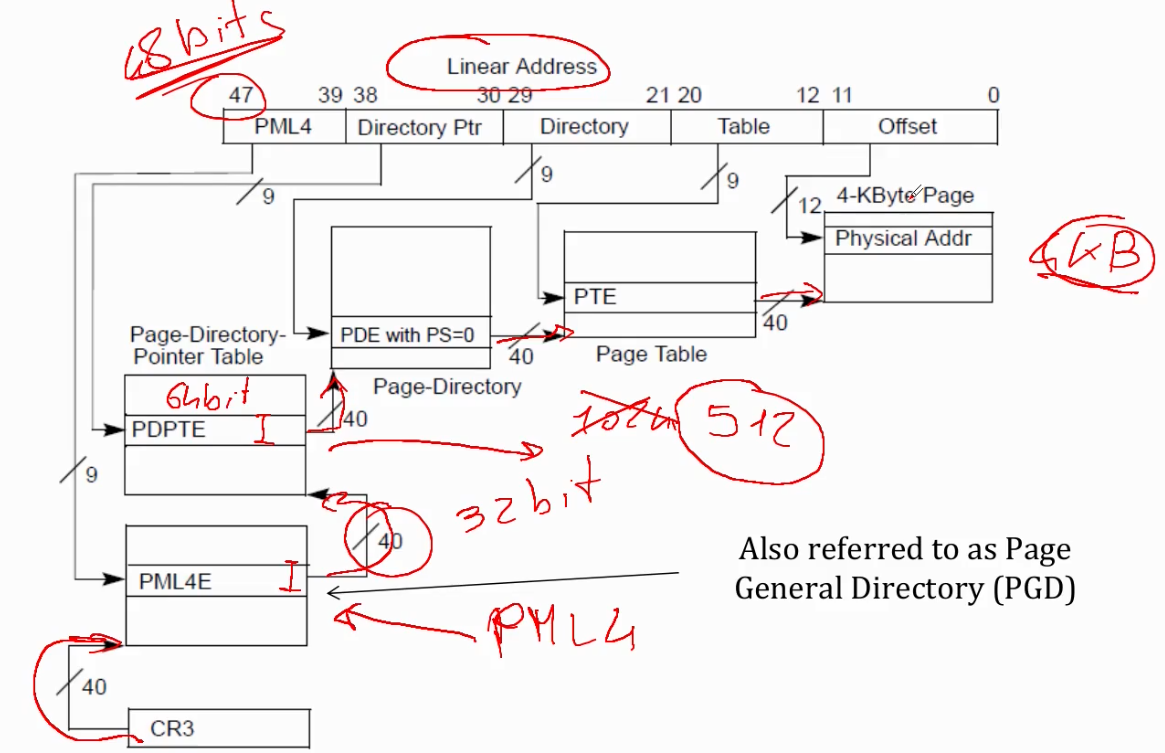 48bits
Linear Address
47 39 38 30 29 21 20 12 11 0
PML4 Directory Ptr Directory Table Offset
9 9 9 12 4-KByte Page
Physical Addr
4KB
PTE
40
Page Table
PDE with PS=0
40
Page-Directory
Page-Directory-
Pointer Table
64bit
PDPTE
40
1024 512
9
32bit
40
PML4E
Also referred to as Page
General Directory (PGD)
PML4
40
CR3